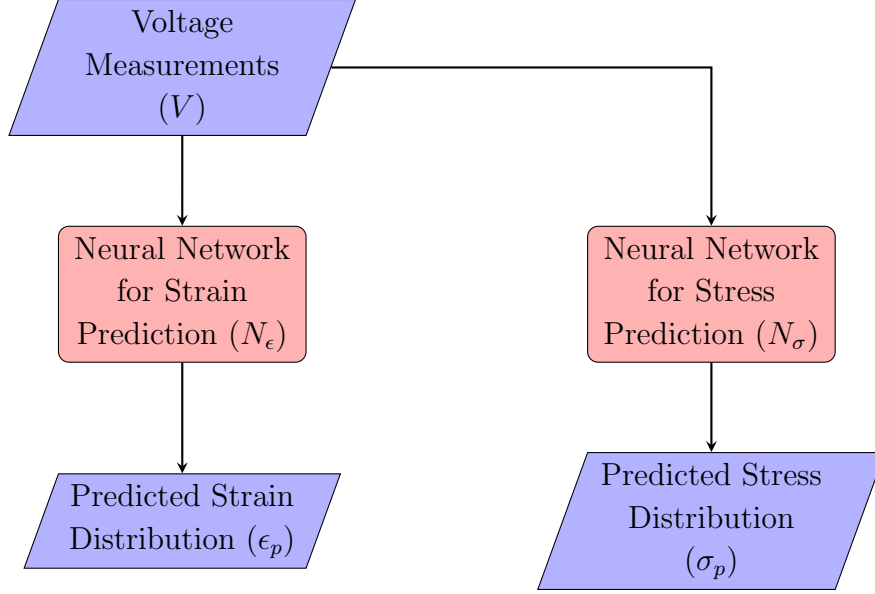 Voltage
Measurements
(V)
Neural Network
for Strain
Prediction (N_ϵ)
Neural Network
for Stress
Prediction (N_σ)
Predicted Strain
Distribution (ϵ_p)
Predicted Stress
Distribution
(σ_p)